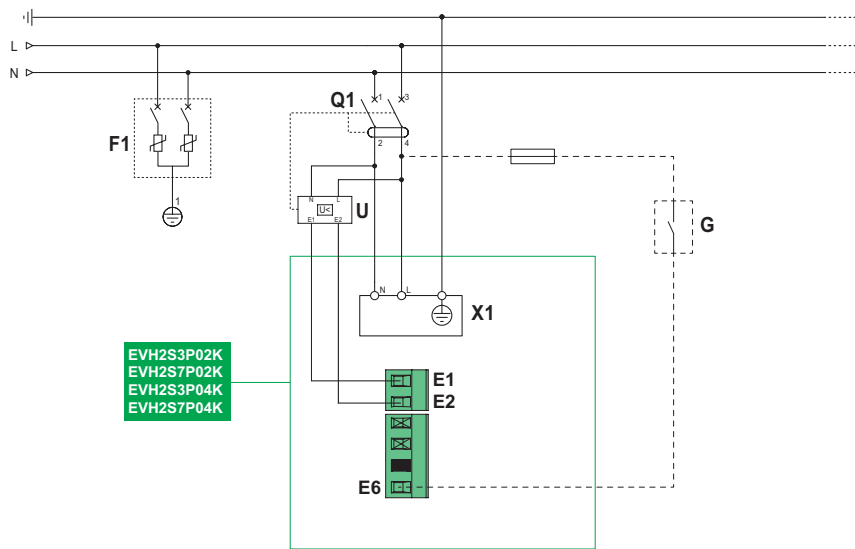 L
N
Q1
1
3
F1
2
4
1
N
L
U
U<
E1
E2
G
N
L
X1
EVH2S3P02K
EVH2S7P02K
EVH2S3P04K
EVH2S7P04K
E1
E2
E6